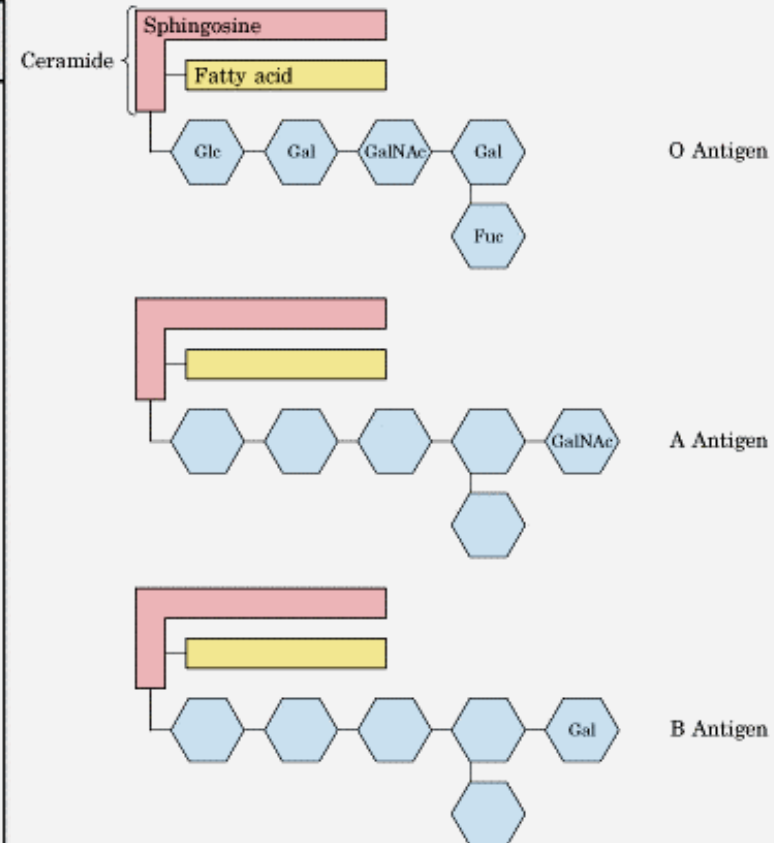 Sphingosine
Ceramide
Fatty acid
Glc Gal GalNAc Gal O Antigen
Fuc
GalNAc A Antigen
Gal B Antigen